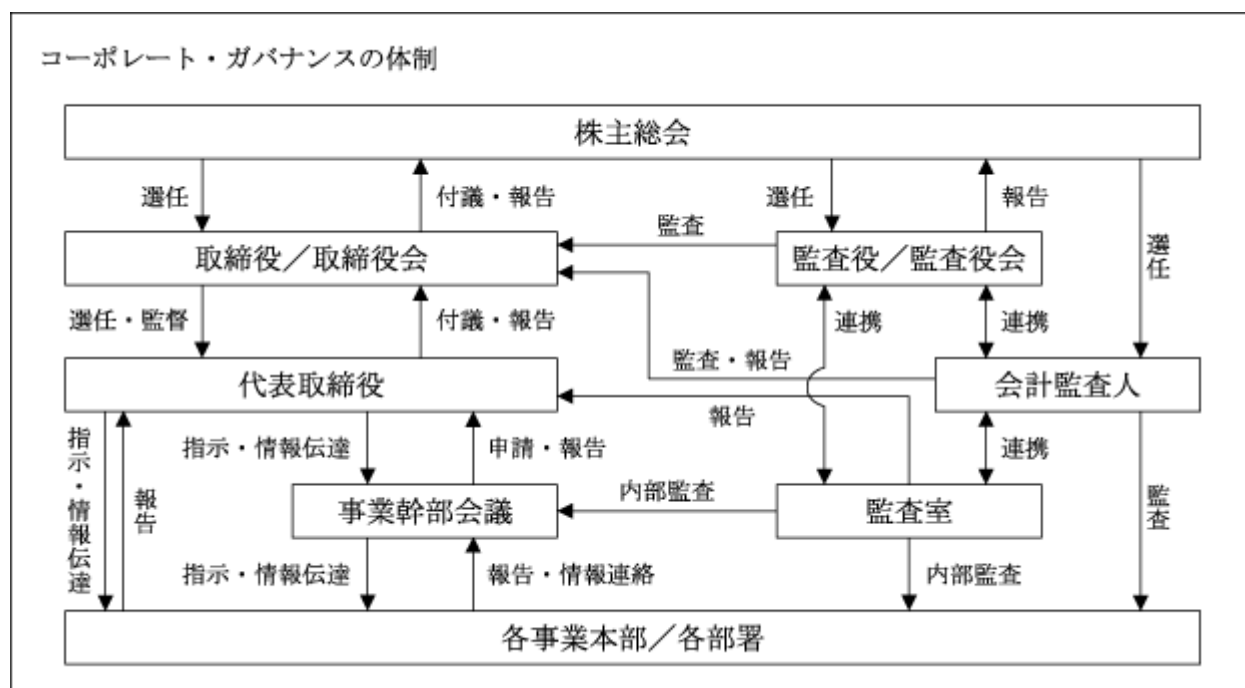 コーポレート・ガバナンスの体制
株主総会
選任
付議・報告
選任
報告
監査
選任
取締役／取締役会
監査役／監査役会
選任・監督
付議・報告
連携
連携
監査・報告
代表取締役
会計監査人
報告
指示・情報伝達
報告
指示・情報伝達
申請・報告
連携
内部監査
監査
事業幹部会議
監査室
指示・情報伝達
報告・情報連絡
内部監査
各事業本部／各部署